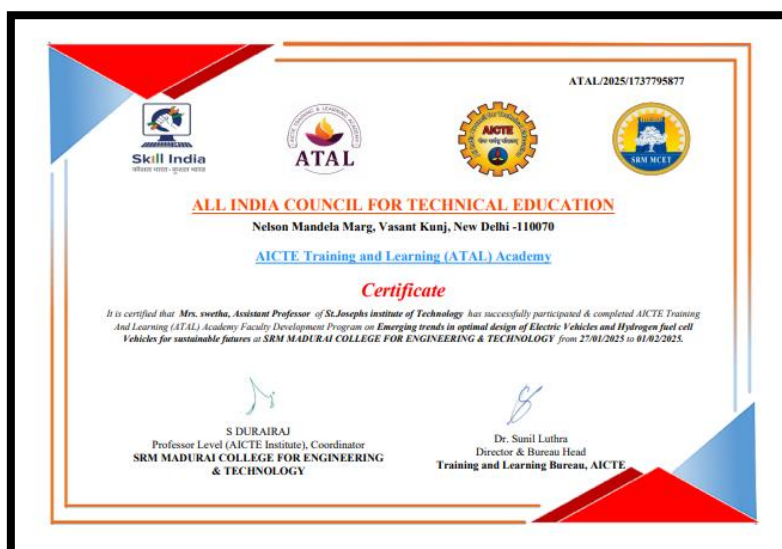 ATAL/2025/1737795877
Skill India
कौशल भारत - कुशल भारत
AICTE TRAINING & LEARNING ACADEMY
ATAL
AICTE
SRM MCET
ALL INDIA COUNCIL FOR TECHNICAL EDUCATION
Nelson Mandela Marg, Vasant Kunj, New Delhi -110070
AICTE Training and Learning (ATAL) Academy
Certificate
It is certified that Mrs. swetha, Assistant Professor of St.Josephs institute of Technology has successfully participated & completed AICTE Training
And Learning (ATAL) Academy Faculty Development Program on Emerging trends in optimal design of Electric Vehicles and Hydrogen fuel cell
Vehicles for sustainable futures at SRM MADURAI COLLEGE FOR ENGINEERING & TECHNOLOGY from 27/01/2025 to 01/02/2025.
S DURAIRAJ
Professor Level (AICTE Institute), Coordinator
SRM MADURAI COLLEGE FOR ENGINEERING
& TECHNOLOGY
Dr. Sunil Luthra
Director & Bureau Head
Training and Learning Bureau, AICTE